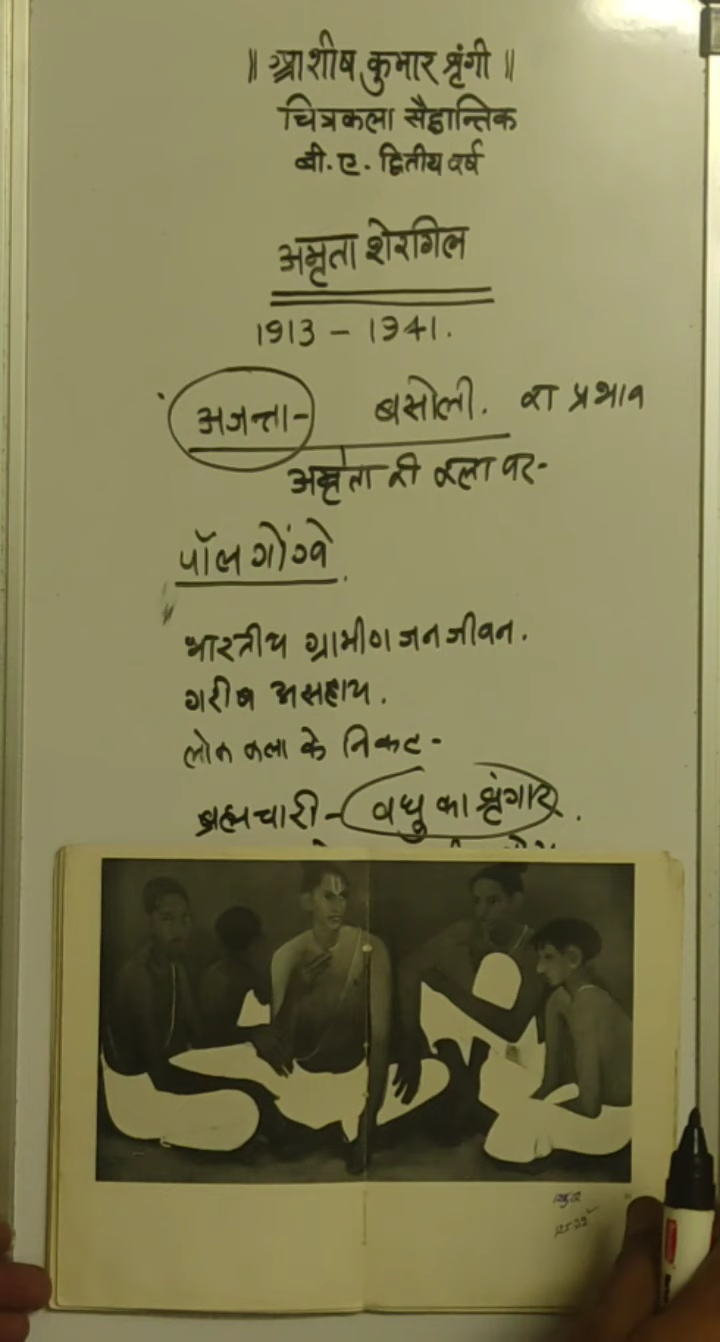 ॥ आशीष कुमार श्रृंगी ॥
चित्रकला सैद्धान्तिक
बी. ए. द्वितीय वर्ष
अमृता शेरगिल
1913 - 1941.
अजन्ता - बसोली. का प्रभाव
अमृता की कला पर-
पॉल गोंग्वे
भारतीय ग्रामीण जन जीवन.
गरीब असहाय.
लोक कला के निकट -
ब्रह्मचारी - वधु का श्रृंगार.